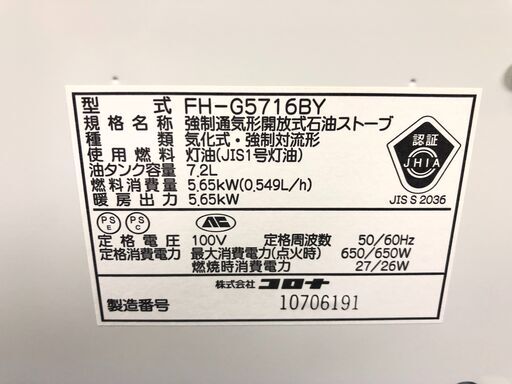 型式 FH-G5716BY
規格名称 強制通気形開放式石油ストーブ
種類 気化式・強制対流形
使用燃料 灯油(JIS1号灯油)
油タンク容量 7.2L
燃料消費量 5.65kW(0.549L/h)
暖房出力 5.65kW
認証
JHIA
JIS S 2036
PS E PS C
定格電圧 100V 定格周波数 50/60Hz
定格消費電力 最大消費電力(点火時) 650/650W
燃焼時消費電力 27/26W
株式会社 コロナ
製造番号 10706191